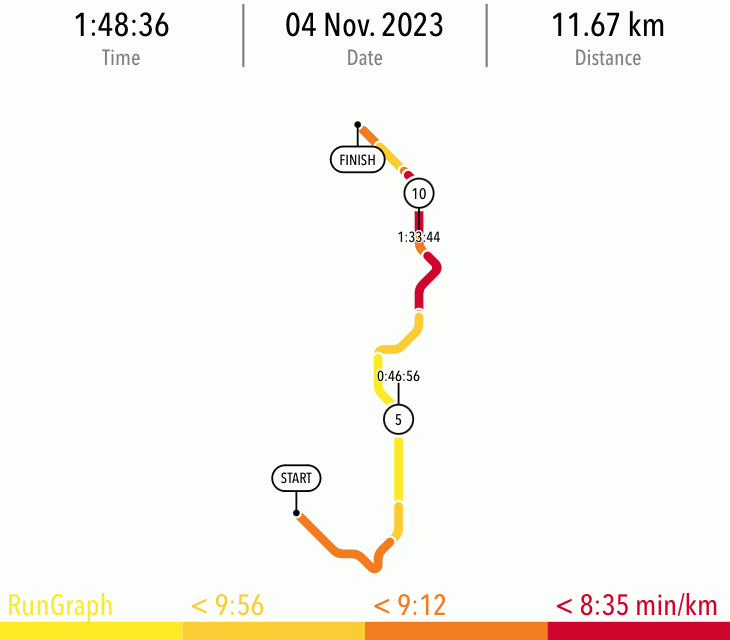 1:48:36
Time
04 Nov. 2023
Date
11.67 km
Distance
FINISH
10
1:33:44
0:46:56
5
START
RunGraph
< 9:56
< 9:12
< 8:35 min/km